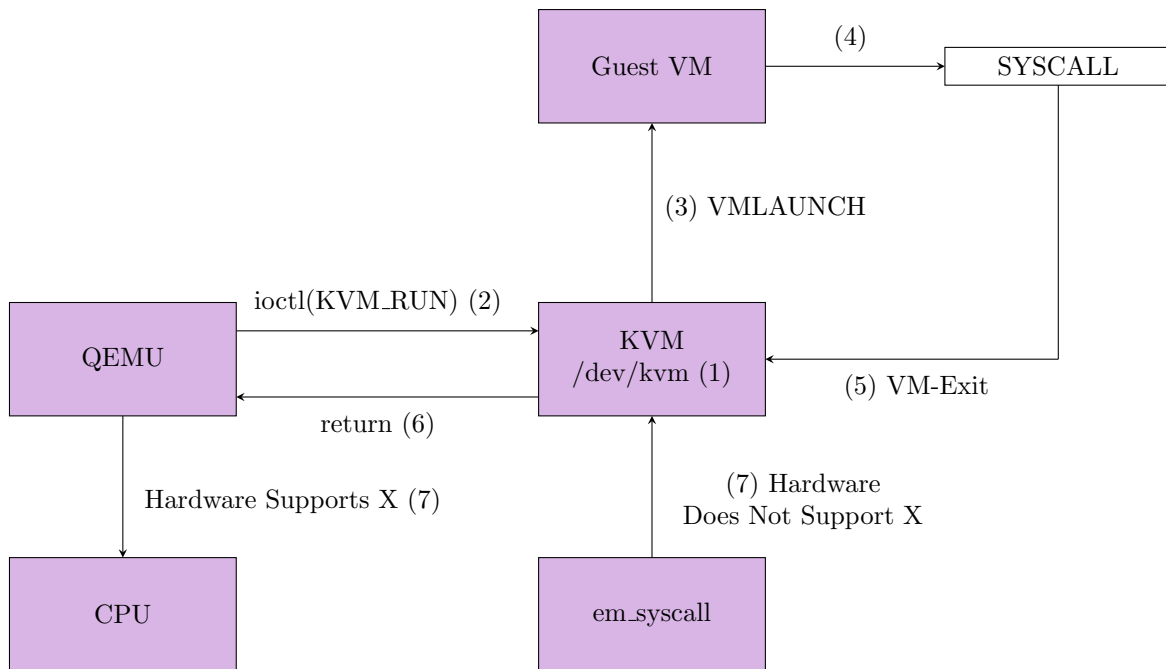 (4)
Guest VM
SYSCALL
(3) VMLAUNCH
ioctl(KVM_RUN) (2)
QEMU
KVM
/dev/kvm (1)
(5) VM-Exit
return (6)
Hardware Supports X (7)
(7) Hardware
Does Not Support X
CPU
em_syscall